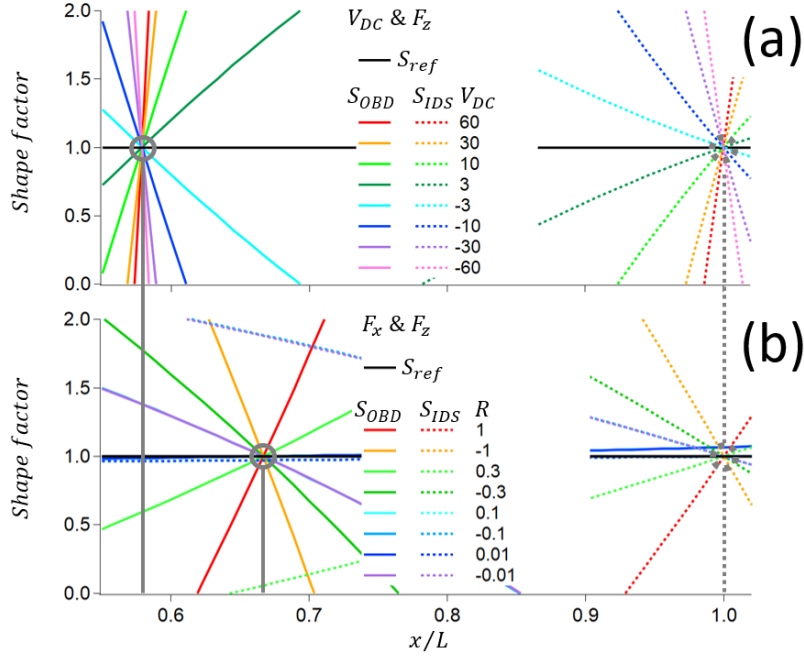 (a)
V_DC & F_z
S_ref
S_OBD S_IDS V_DC
60
30
10
3
-3
-10
-30
-60
Shape factor
2.0
1.5
1.0
0.5
0.0
(b)
F_x & F_z
S_ref
S_OBD S_IDS R
1
-1
0.3
-0.3
0.1
-0.1
0.01
-0.01
Shape factor
2.0
1.5
1.0
0.5
0.0
0.6 0.7 0.8 0.9 1.0
x/L